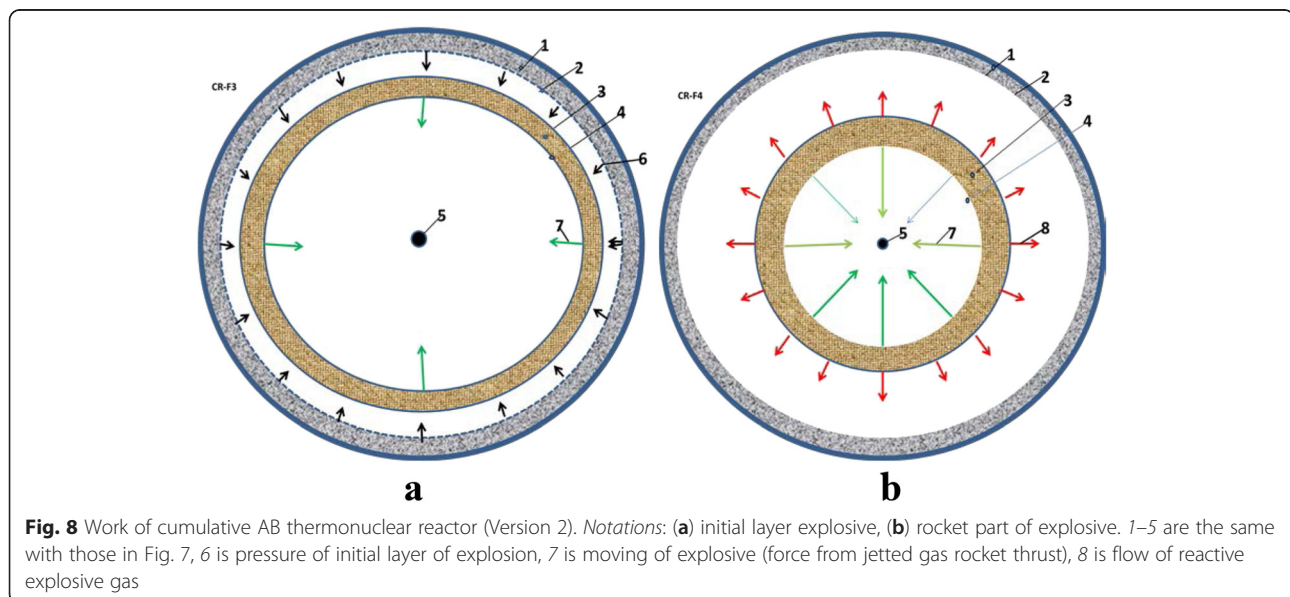 CR-F3
1
2
3
4
6
7
5
a
CR-F4
1
2
3
4
5
7
8
b
Fig. 8 Work of cumulative AB thermonuclear reactor (Version 2). Notations: (a) initial layer explosive, (b) rocket part of explosive. 1–5 are the same
with those in Fig. 7, 6 is pressure of initial layer of explosion, 7 is moving of explosive (force from jetted gas rocket thrust), 8 is flow of reactive
explosive gas